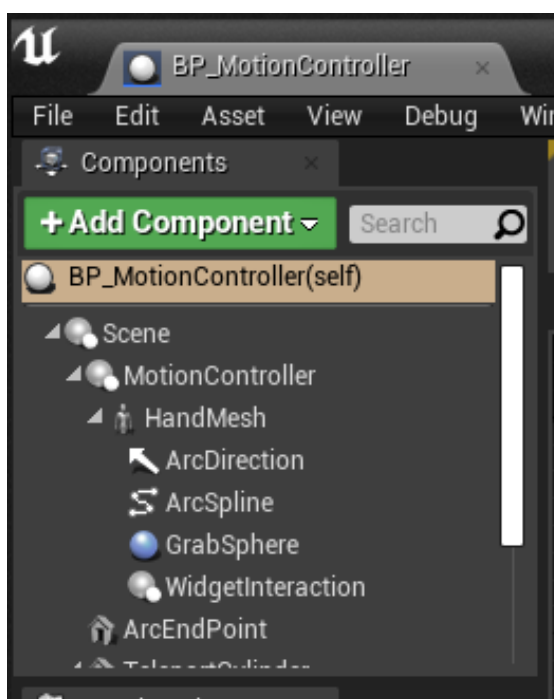 BP_MotionController
File Edit Asset View Debug
Components
+Add Component Search
BP_MotionController(self)
Scene
MotionController
HandMesh
ArcDirection
ArcSpline
GrabSphere
WidgetInteraction
ArcEndPoint